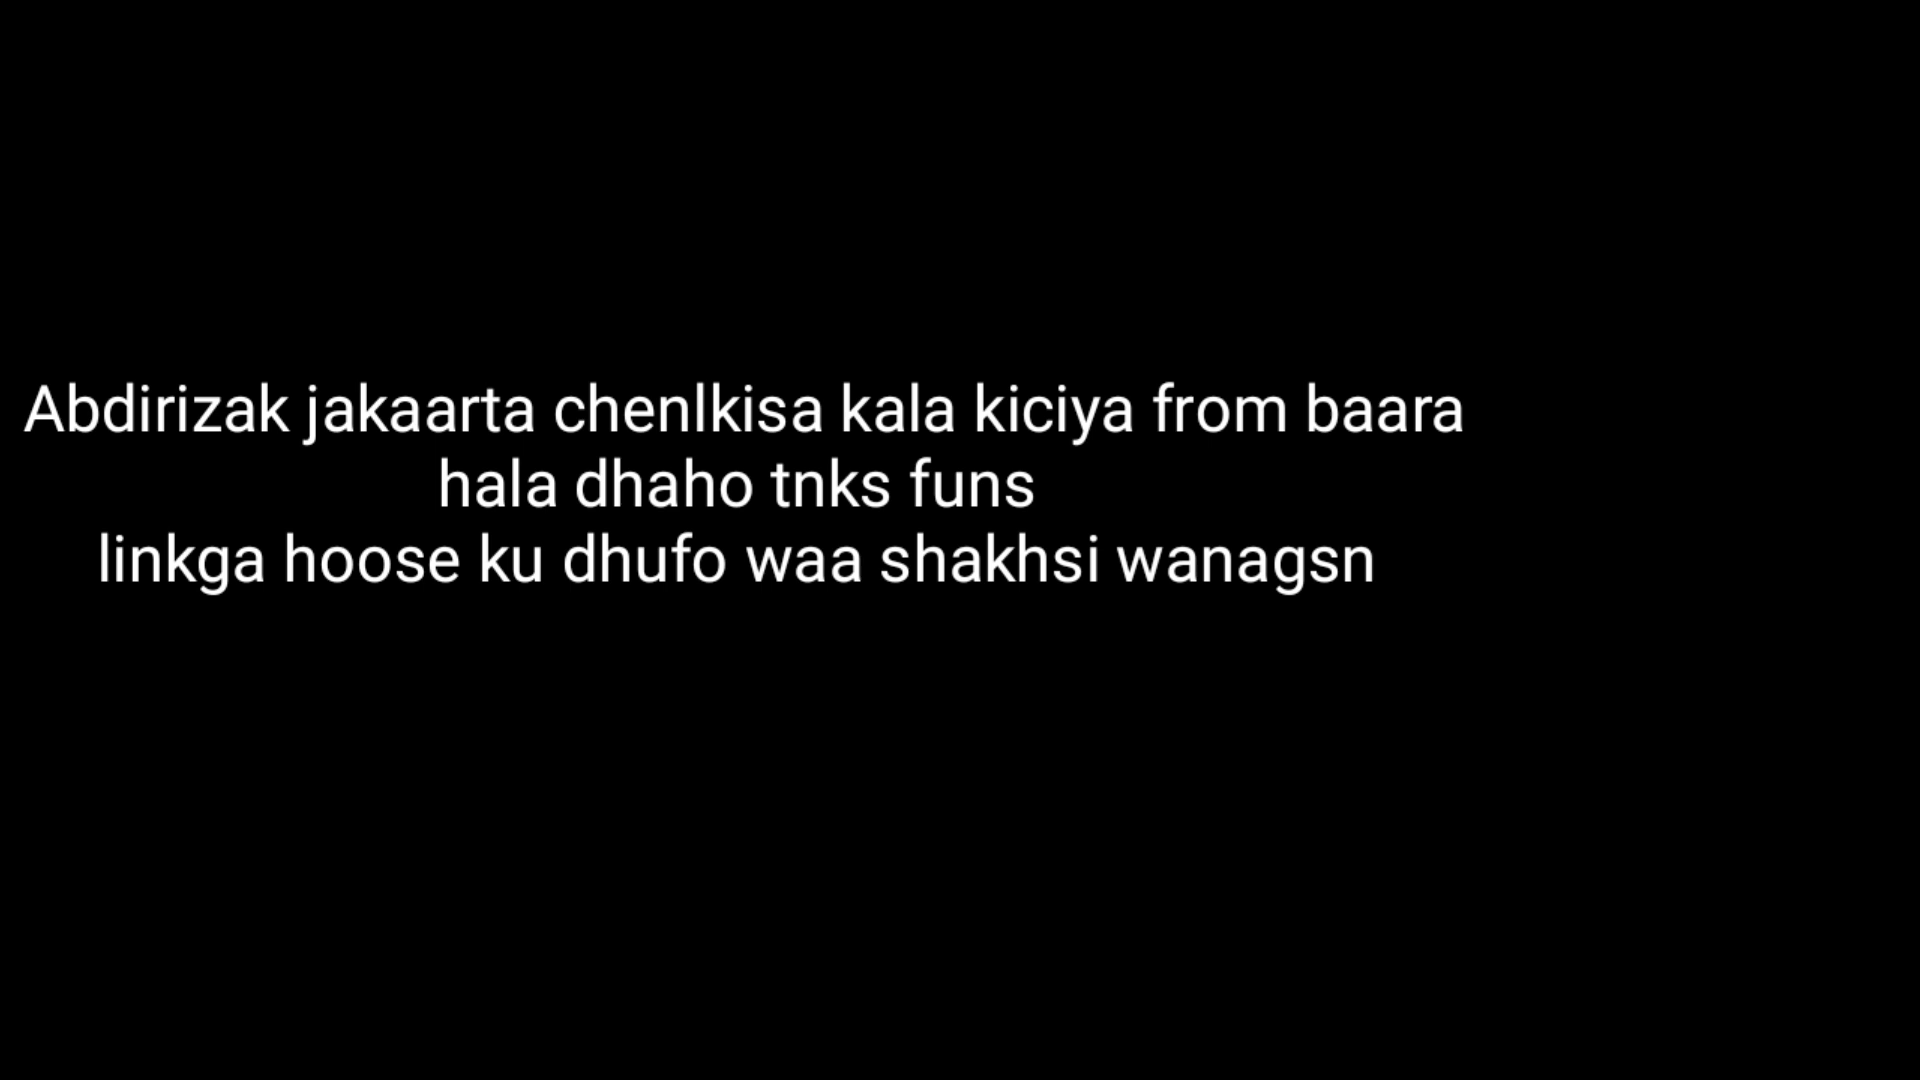 Abdirizak jakaarta chenlkisa kala kiciya from baara
hala dhaho tnks funs
linkga hoose ku dhufo waa shakhsi wanagsn